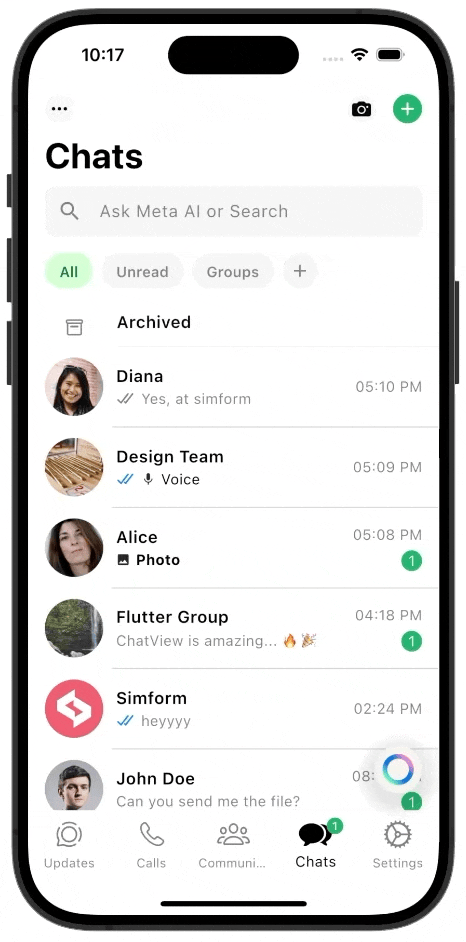 10:17
Chats
Ask Meta AI or Search
All Unread Groups +
Archived
Diana
Yes, at simform
05:10 PM
Design Team
Voice
05:09 PM
Alice
Photo
05:08 PM
1
Flutter Group
ChatView is amazing... 🔥 🎉
04:18 PM
1
Simform
heyyyy
02:24 PM
John Doe
Can you send me the file?
08:
1
1
Updates Calls Communi... Chats Settings